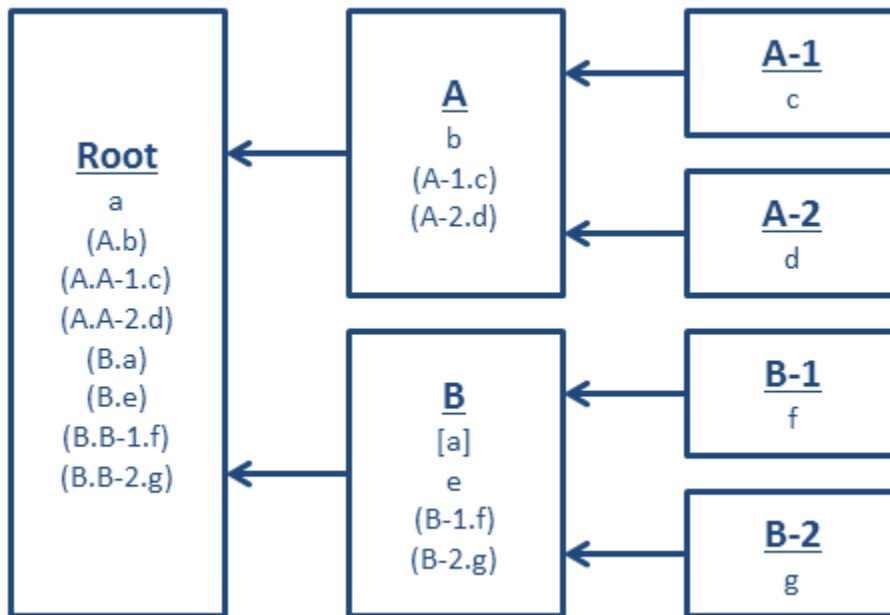 Root
a
(A.b)
(A.A-1.c)
(A.A-2.d)
(B.a)
(B.e)
(B.B-1.f)
(B.B-2.g)
A
b
(A-1.c)
(A-2.d)
B
[a]
e
(B-1.f)
(B-2.g)
A-1
c
A-2
d
B-1
f
B-2
g